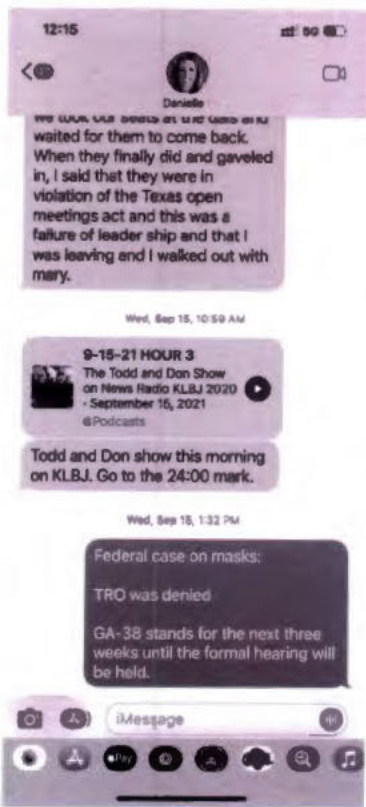 12:15
5G
Danielle
we took our seats at the dais and
waited for them to come back.
When they finally did and gaveled
in, I said that they were in
violation of the Texas open
meetings act and this was a
failure of leader ship and that I
was leaving and I walked out with
mary.
Wed, Sep 15, 10:59 AM
9-15-21 HOUR 3
The Todd and Don Show
on News Radio KLBJ 2020
- September 15, 2021
Podcasts
Todd and Don show this morning
on KLBJ. Go to the 24:00 mark.
Wed, Sep 15, 1:32 PM
Federal case on masks:
TRO was denied
GA-38 stands for the next three
weeks until the formal hearing will
be held.
iMessage
Pay